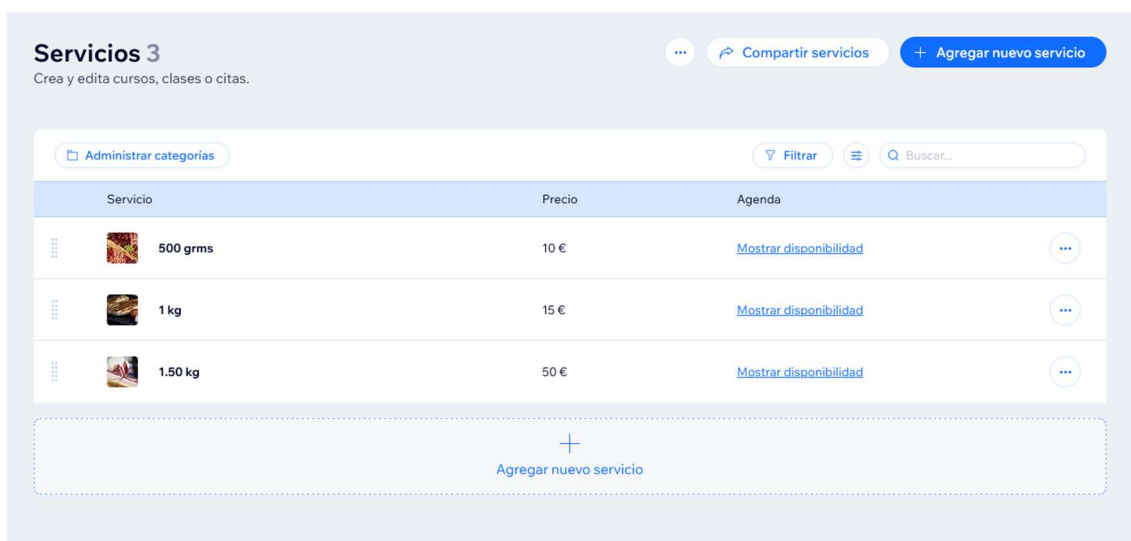 Servicios 3
Crea y edita cursos, clases o citas.
Compartir servicios
+ Agregar nuevo servicio
Administrar categorías
Filtrar
Buscar...
Servicio Precio Agenda
500 grms 10 € Mostrar disponibilidad
1 kg 15 € Mostrar disponibilidad
1.50 kg 50 € Mostrar disponibilidad
Agregar nuevo servicio